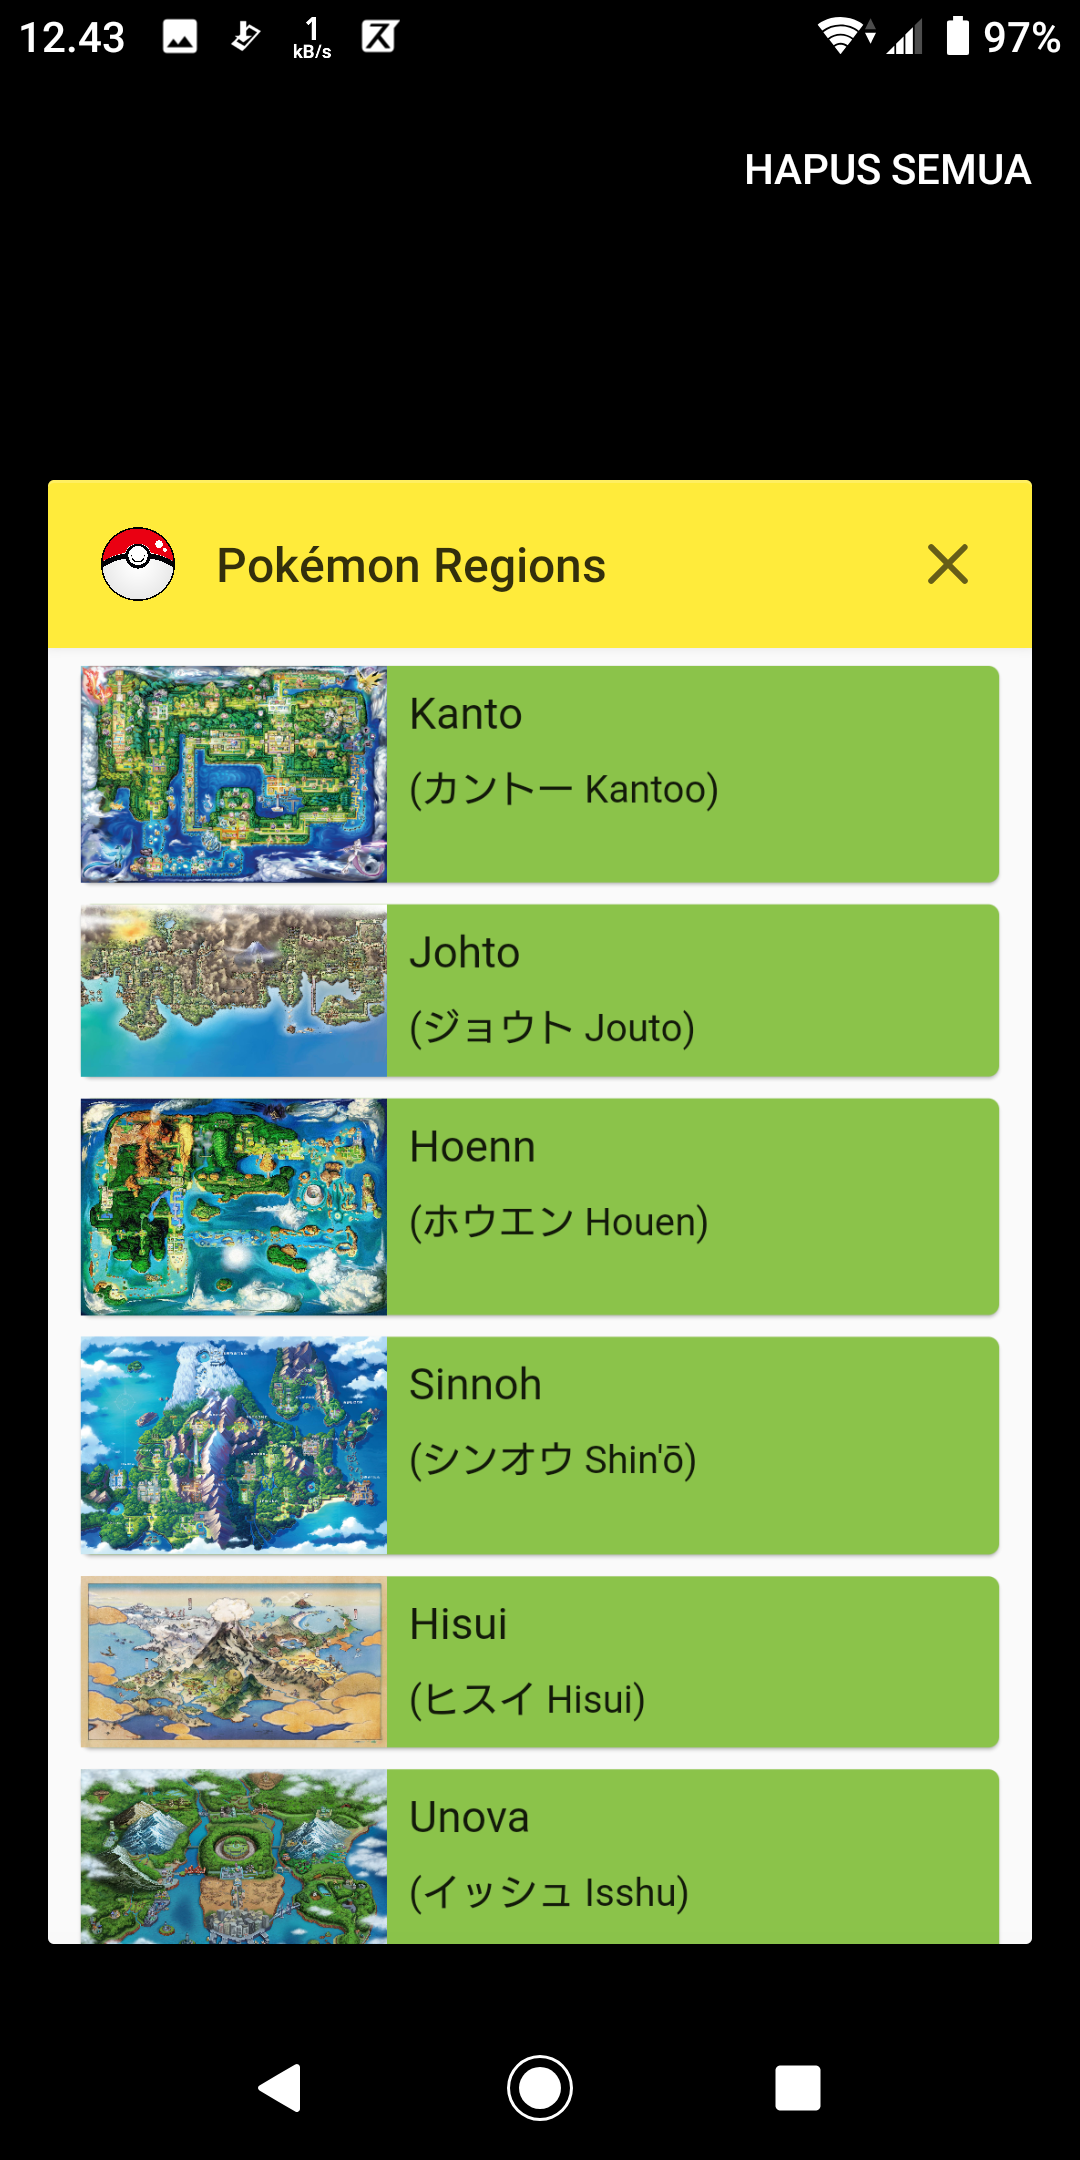 12.43
1
kB/s
97%
HAPUS SEMUA
Pokémon Regions
Kanto
(カントー Kantoo)
Johto
(ジョウト Jouto)
Hoenn
(ホウエン Houen)
Sinnoh
(シンオウ Shin'ō)
Hisui
(ヒスイ Hisui)
Unova
(イッシュ Isshu)